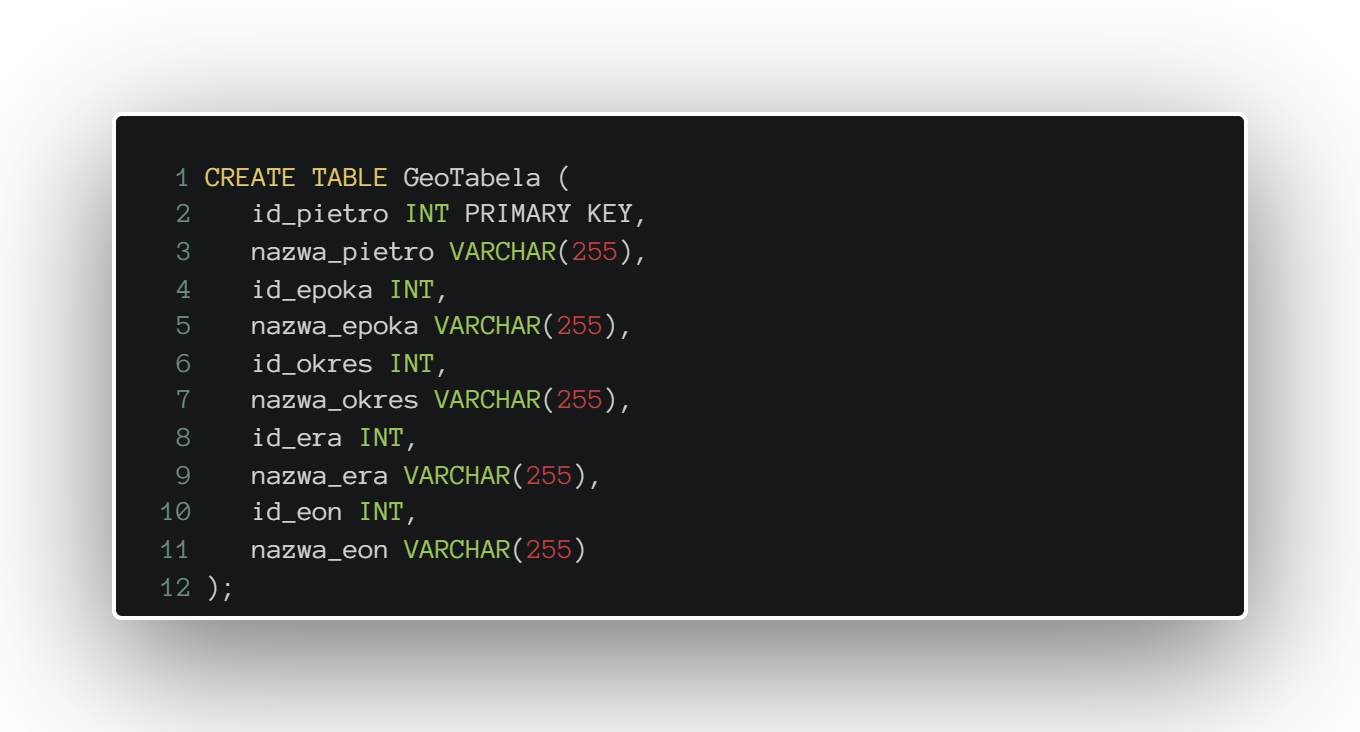 1 CREATE TABLE GeoTabela (
2 id_pietro INT PRIMARY KEY,
3 nazwa_pietro VARCHAR(255),
4 id_epoka INT,
5 nazwa_epoka VARCHAR(255),
6 id_okres INT,
7 nazwa_okres VARCHAR(255),
8 id_era INT,
9 nazwa_era VARCHAR(255),
10 id_eon INT,
11 nazwa_eon VARCHAR(255)
12 );